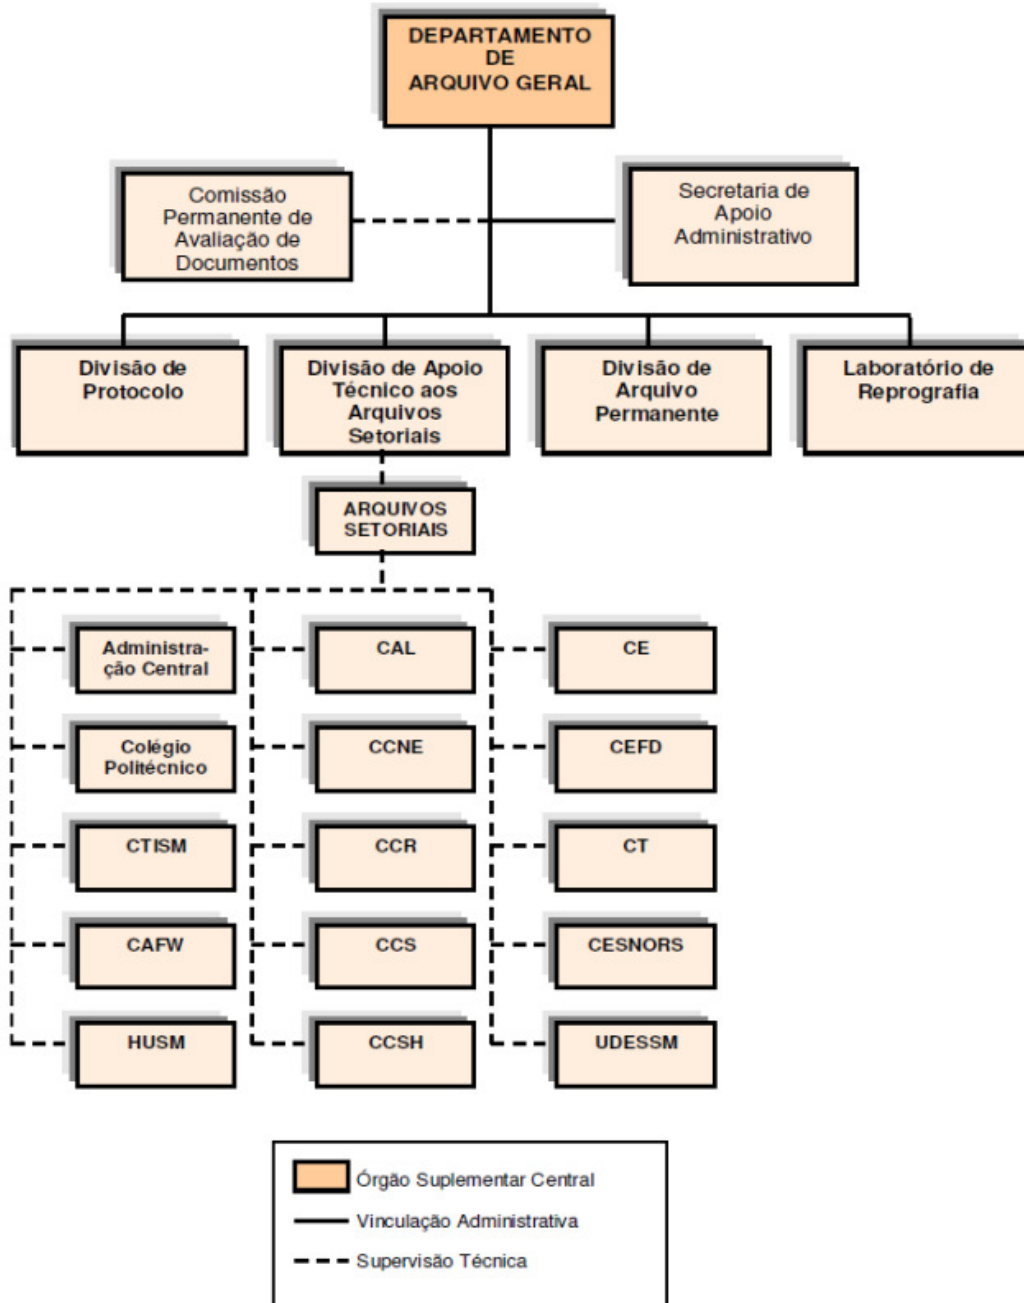 DEPARTAMENTO
DE
ARQUIVO GERAL
Comissão
Permanente de
Avaliação de
Documentos
Secretaria de
Apoio
Administrativo
Divisão de
Protocolo
Divisão de Apoio
Técnico aos
Arquivos
Setoriais
Divisão de
Arquivo
Permanente
Laboratório de
Reprografia
ARQUIVOS
SETORIAIS
Administra-
ção Central
CAL
CE
Colégio
Politécnico
CCNE
CEFD
CTISM
CCR
CT
CAFW
CCS
CESNORS
HUSM
CCSH
UDESSM
Órgão Suplementar Central
Vinculação Administrativa
Supervisão Técnica